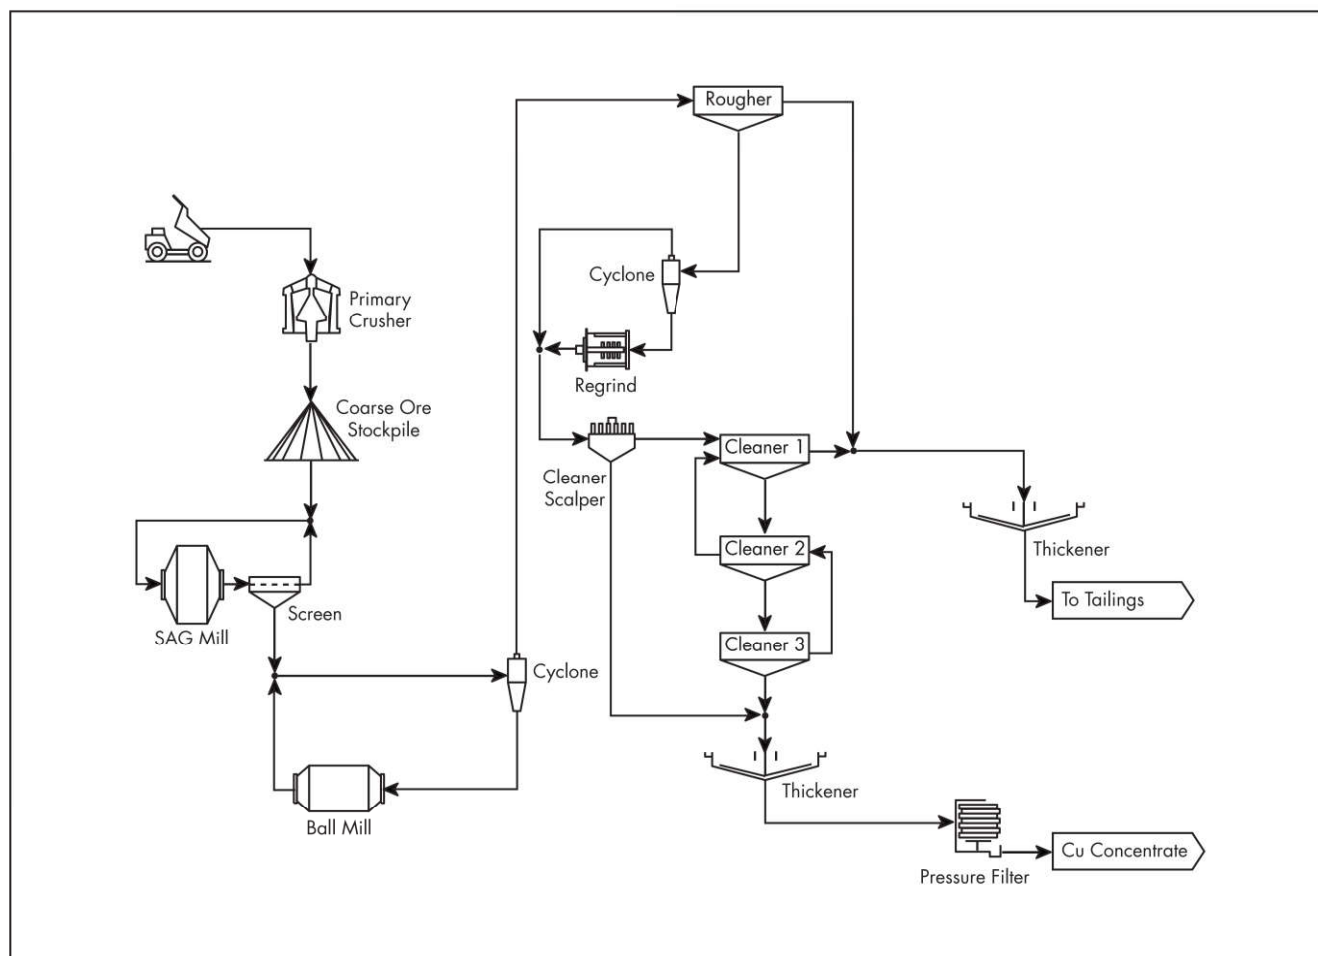 Rougher
Primary
Crusher
Cyclone
Regrind
Coarse Ore
Stockpile
Cleaner
Scalper
Cleaner 1
Cleaner 2
Cleaner 3
Thickener
To Tailings
SAG Mill
Screen
Cyclone
Ball Mill
Thickener
Pressure Filter
Cu Concentrate